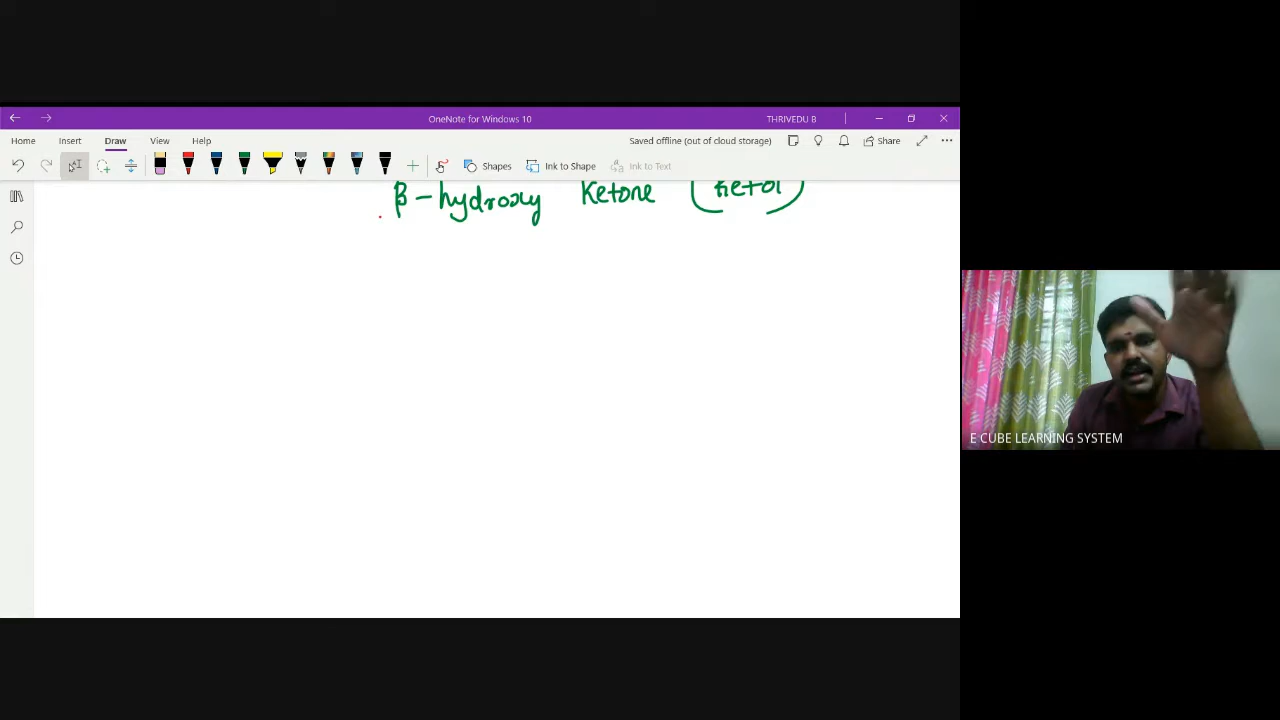 OneNote for Windows 10
THRIVEDU B
Home Insert Draw View Help
Saved offline (out of cloud storage)
Share
Shapes
Ink to Shape
Ink to Text
β - hydroxy Ketone (Ketol)
E CUBE LEARNING SYSTEM